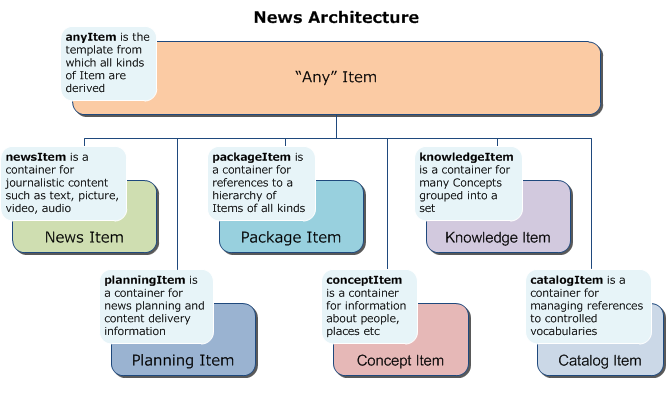 News Architecture
anyItem is the
template from
which all kinds
of Item are
derived
“Any” Item
newsItem is a
container for
journalistic content
such as text, picture,
video, audio
News Item
packageItem is
a container for
references to a
hierarchy of
Items of all kinds
Package Item
knowledgeItem
is a container for
many Concepts
grouped into a
set
Knowledge Item
planningItem is
a container for
news planning and
content delivery
information
Planning Item
conceptItem
is a container
for information
about people,
places etc
Concept Item
catalogItem is a
container for
managing references
to controlled
vocabularies
Catalog Item